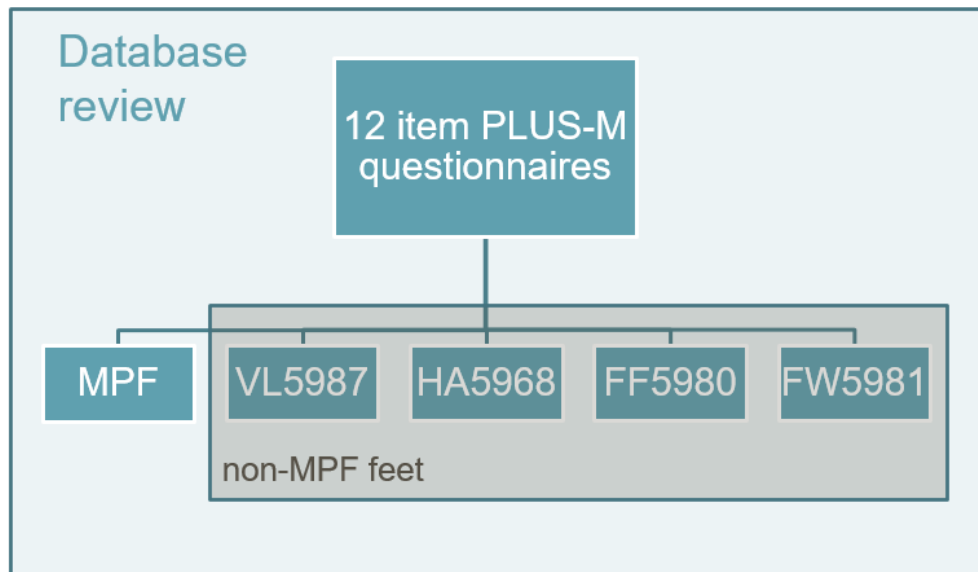 Database
review
12 item PLUS-M
questionnaires
MPF
VL5987
HA5968
FF5980
FW5981
non-MPF feet